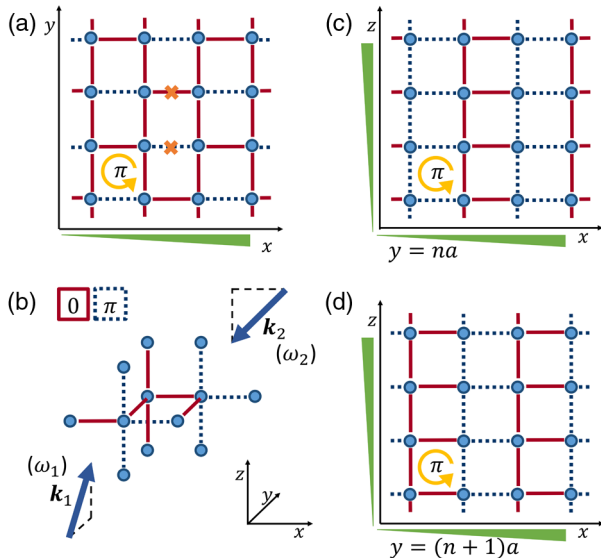 (a)
y
π
x
(b)
0
π
k₂
(ω₂)
(ω₁)
k₁
z
y
x
(c)
z
π
y = na
x
(d)
z
π
x
y = (n + 1)a